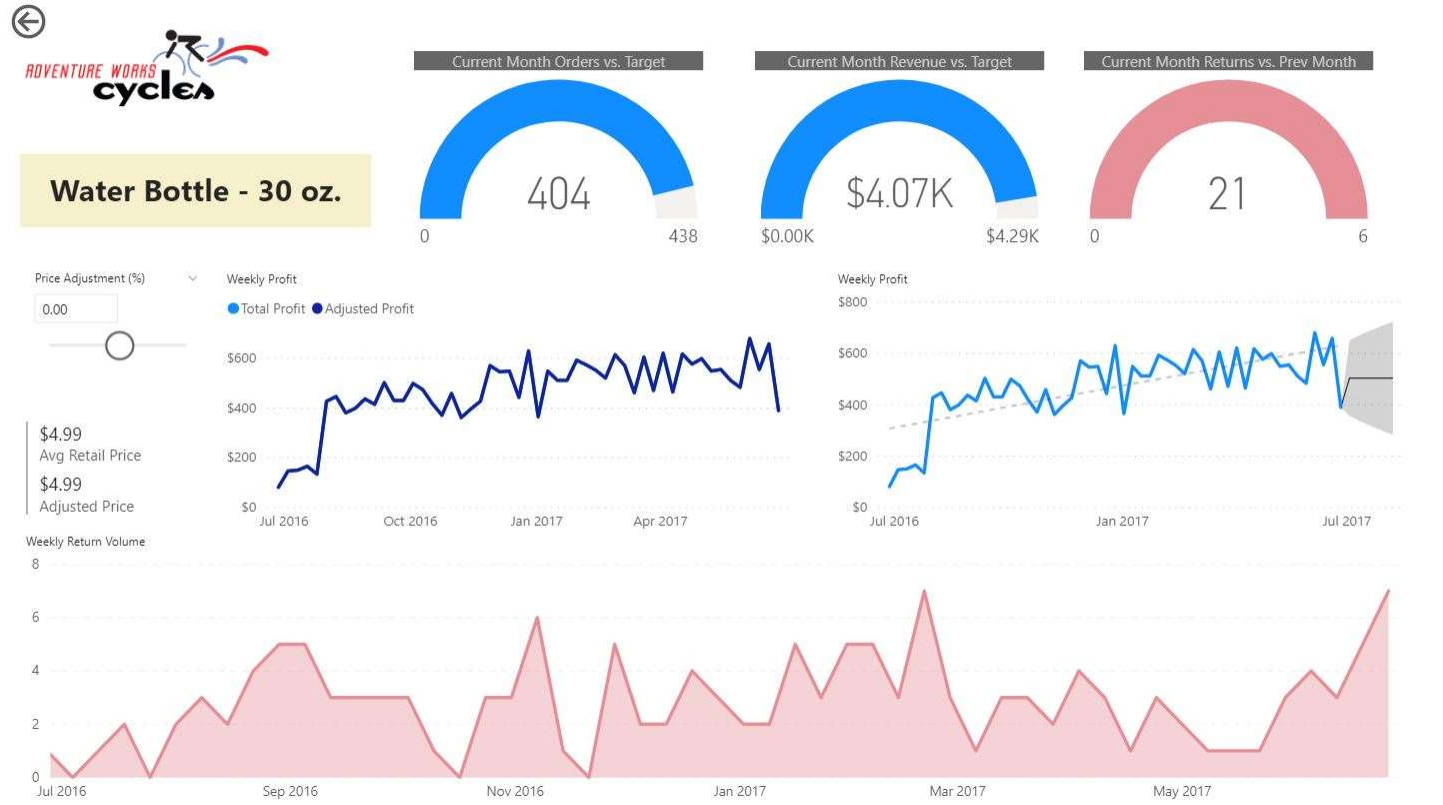 ADVENTURE WORKS
cycles
Water Bottle - 30 oz.
Current Month Orders vs. Target
404
0
438
Current Month Revenue vs. Target
$4.07K
$0.00K
$4.29K
Current Month Returns vs. Prev Month
21
0
6
Price Adjustment (%)
0.00
$4.99
Avg Retail Price
$4.99
Adjusted Price
Weekly Profit
Total Profit
Adjusted Profit
$600
$400
$200
$0
Jul 2016
Oct 2016
Jan 2017
Apr 2017
Weekly Profit
$800
$600
$400
$200
$0
Jul 2016
Jan 2017
Jul 2017
Weekly Return Volume
8
6
4
2
0
Jul 2016
Sep 2016
Nov 2016
Jan 2017
Mar 2017
May 2017